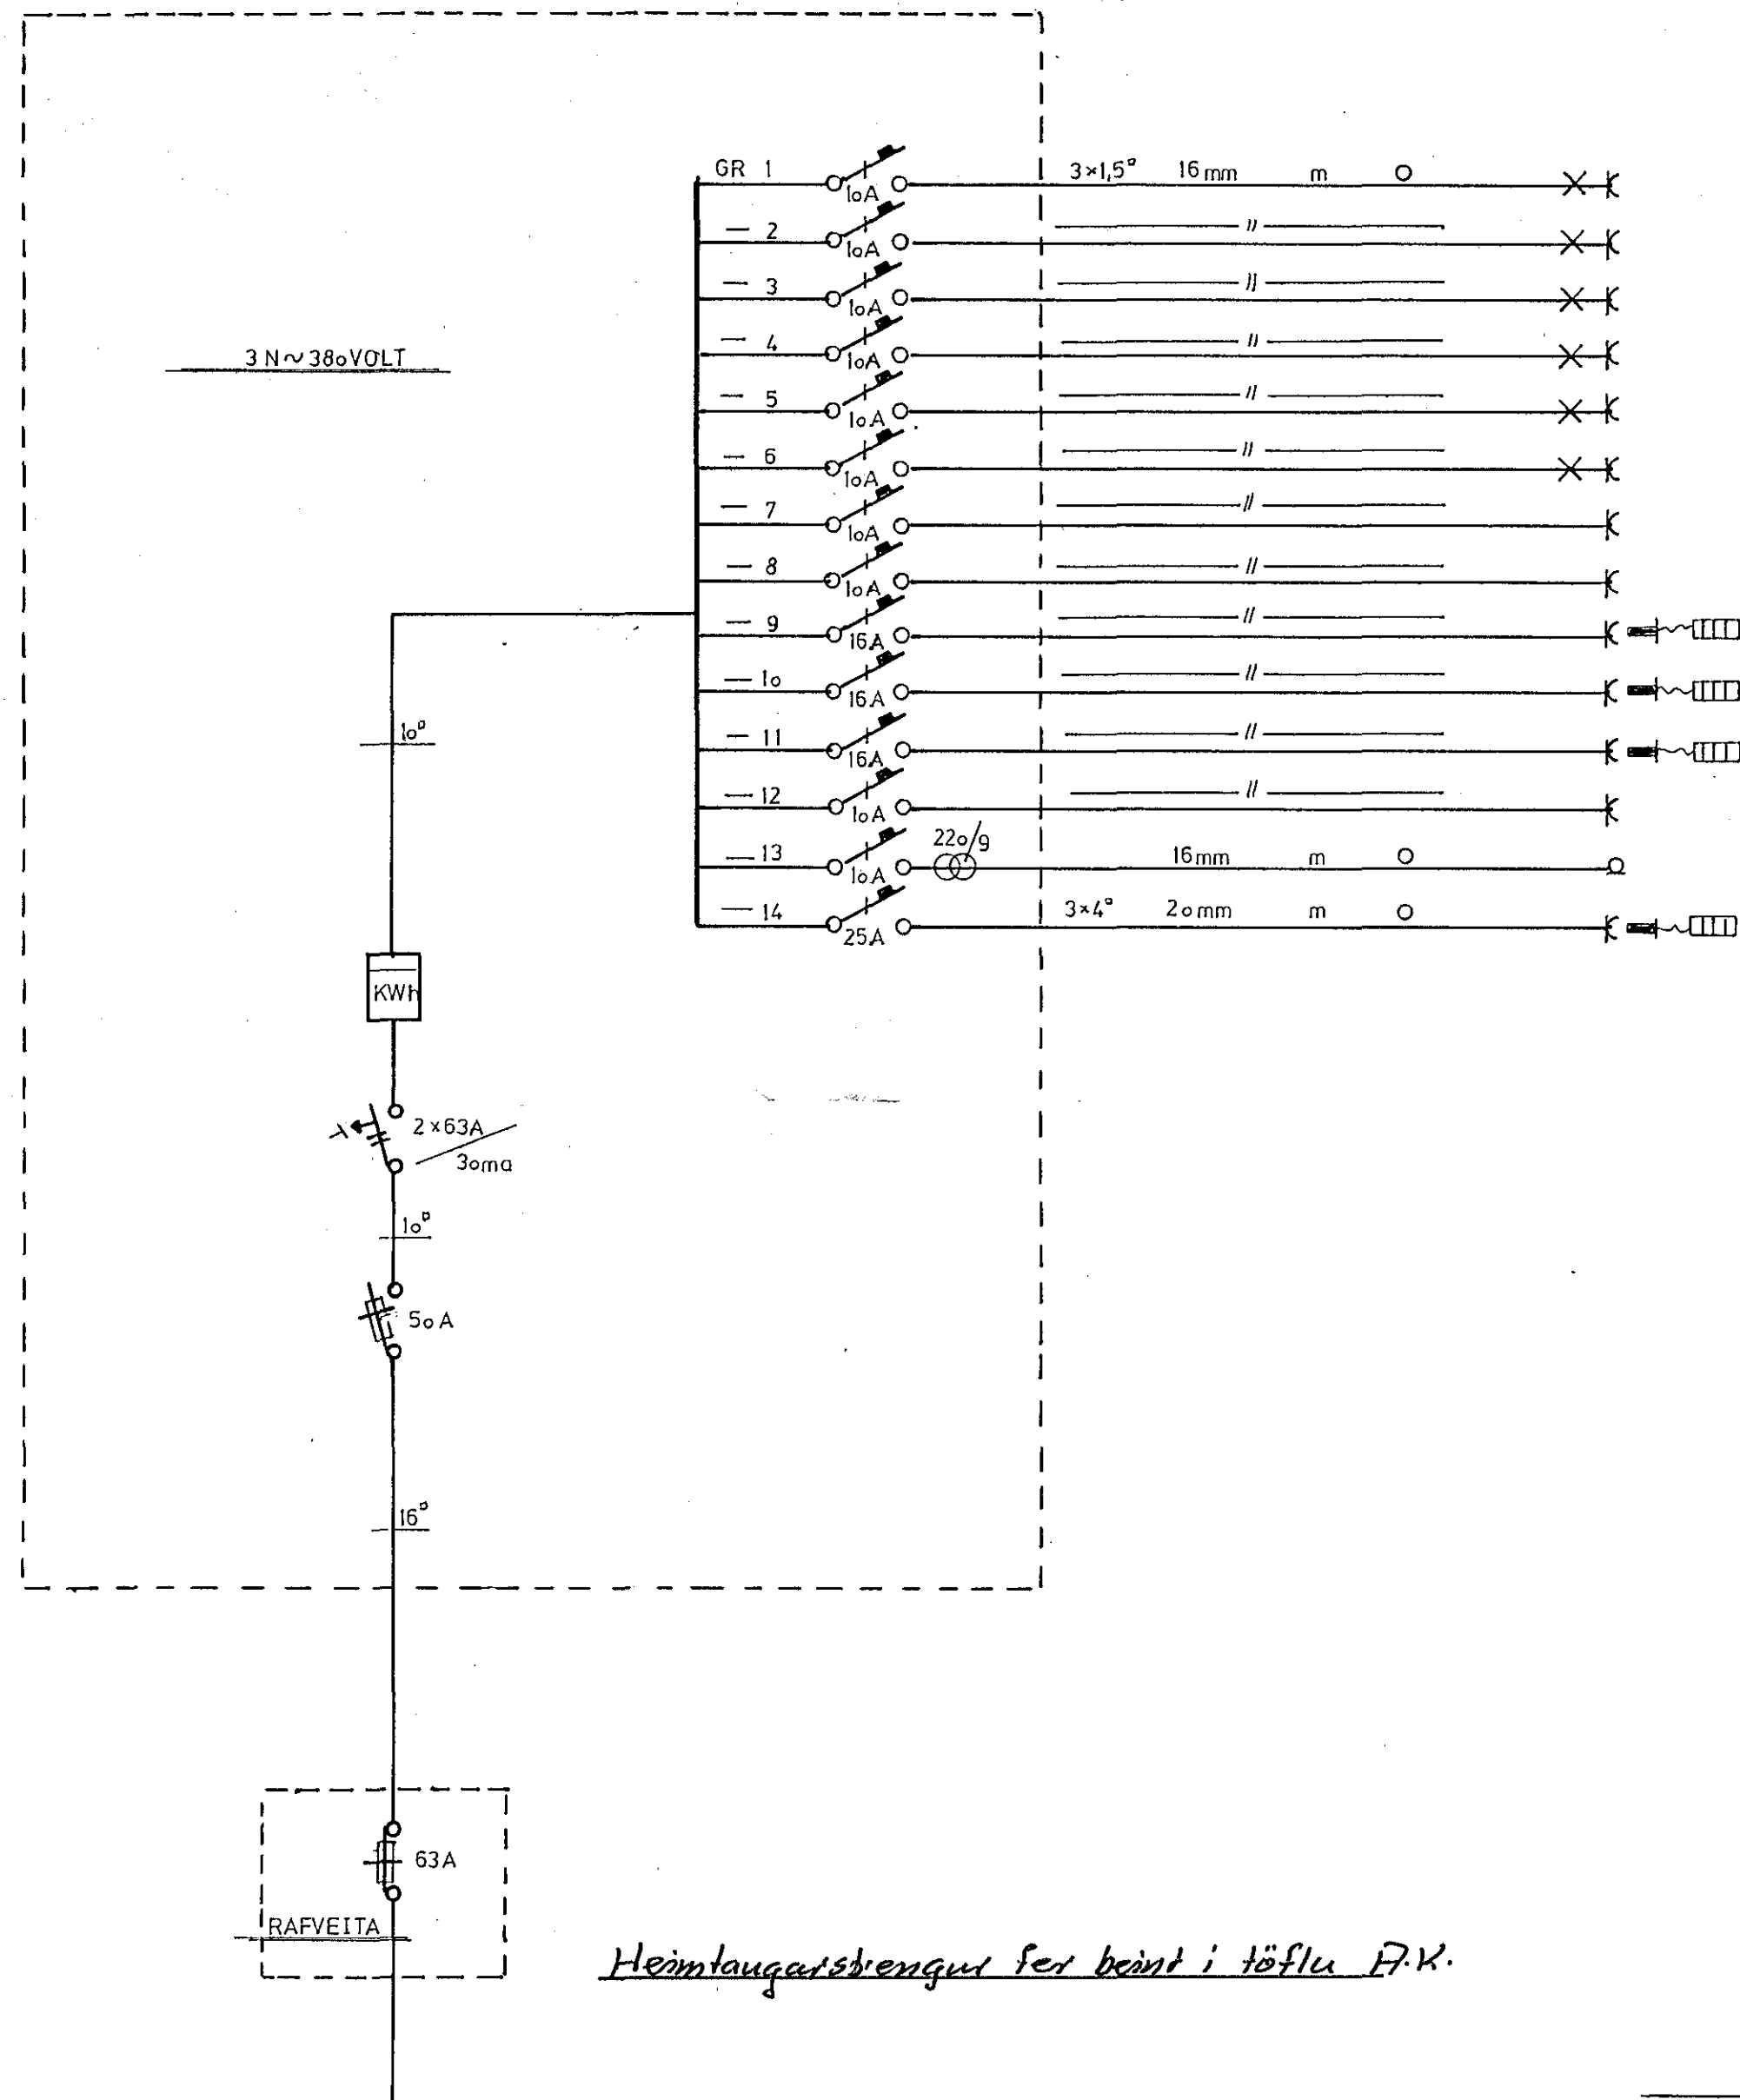 GR 1 10A 3×1,5□ 16mm m O
— 2 10A — // —
— 3 10A — // —
— 4 10A — // —
— 5 10A — // —
— 6 10A — // —
— 7 10A — // —
— 8 10A — // —
— 9 16A — // —
— 10 16A — // —
— 11 16A — // —
— 12 10A — // —
— 13 10A 220/9 16mm m O
— 14 25A 3×4□ 20mm m O
3 N ~ 380 VOLT
10□
KWh
2×63A
30ma
10□
50A
16□
63A
RAFVEITA
Heimtaugarstrengur fer beint i töflu A.K.